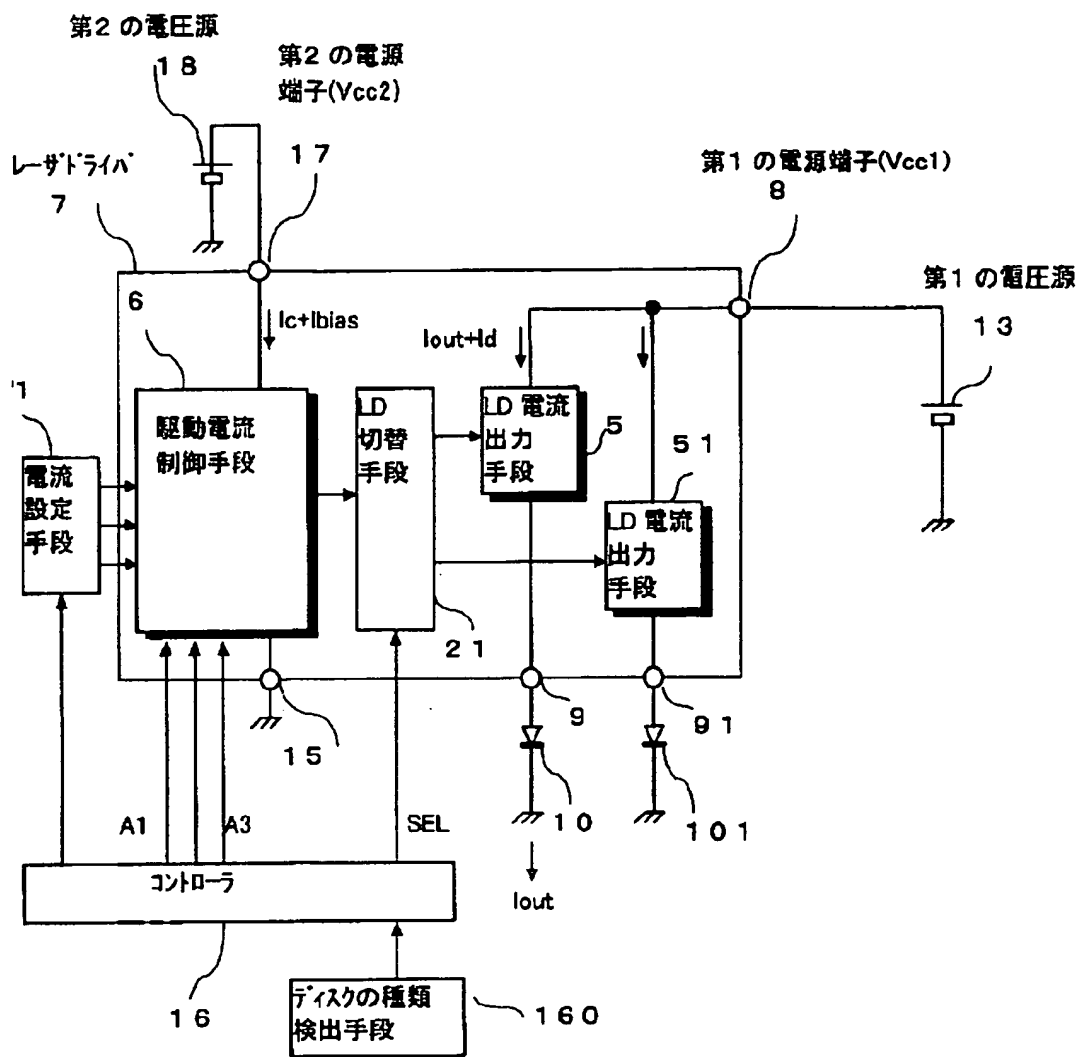 第2の電圧源
18
第2の電源
端子(Vcc2)
17
レーザドライバ
7
第1の電源端子(Vcc1)
8
第1の電圧源
13
6
Ic+Ibias
Iout+Id
駆動電流
制御手段
LD
切替
手段
LD 電流
出力
手段
5
51
LD 電流
出力
手段
1
電流
設定
手段
21
15
9
91
10
101
A1
A3
SEL
Iout
コントローラ
16
ディスクの種類
検出手段
160